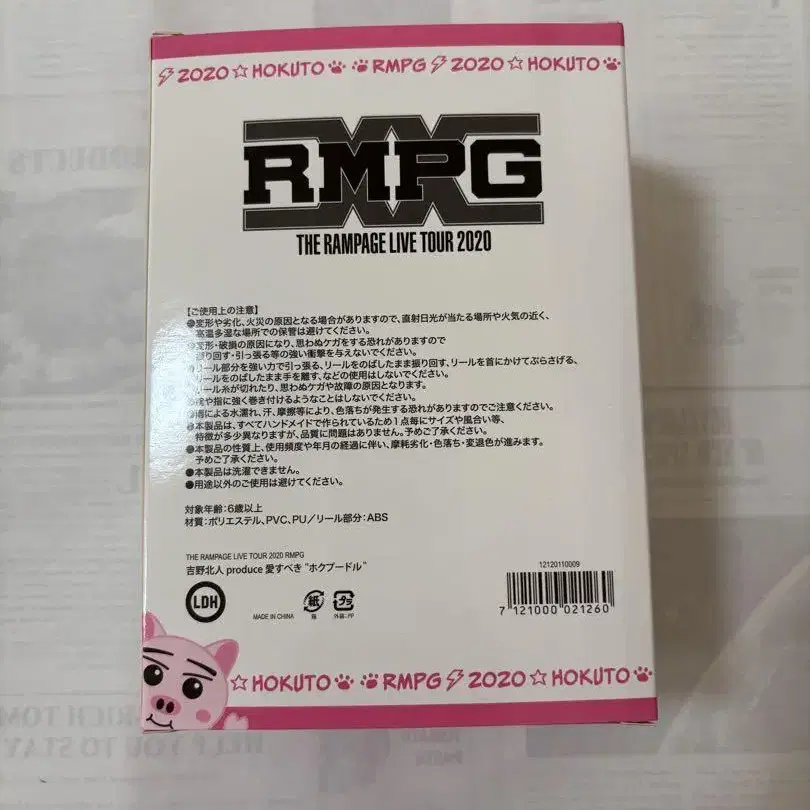 2020☆HOKUTO RMPG 2020☆HOKUTO
RMPG
THE RAMPAGE LIVE TOUR 2020
【ご使用上の注意】
●変形や劣化、火災の原因となる場合がありますので、直射日光が当たる場所や火気の近く、
高温多湿な場所での保管は避けてください。
●変形・破損の原因になり、思わぬケガをする恐れがありますので
振り回す・引っ張る等の強い衝撃を与えないでください。
●リール部分を強い力で引っ張る、リールをのばしたまま振り回す、リールを首にかけてぶらさげる、
リールをのばしたまま手を離す、などの使用はしないでください。
リール糸が切れたり、思わぬケガや故障の原因となります。
や指に強く巻き付けるようなことはしないでください。
による水濡れ、汗、摩擦等により、色落ちが発生する恐れがありますのでご注意ください。
●本製品は、すべてハンドメイドで作られているため1点毎にサイズや風合い等、
特徴が多少異なりますが、品質に問題はありません。予めご了承ください。
●本製品の性質上、使用頻度や年月の経過に伴い、摩耗劣化・色落ち・変退色が進みます。
予めご了承ください。
●本製品は洗濯できません。
●用途以外のご使用は避けてください。
対象年齢:6歳以上
材質:ポリエステル、PVC、PU/リール部分:ABS
THE RAMPAGE LIVE TOUR 2020 RMPG
吉野北人 produce 愛すべき "ホクプードル"
LDH
MADE IN CHINA
紙
箱
プラ
外装:PP
12120110009
7 121000 021260
☆HOKUTO RMPG 2020☆HOKUTO